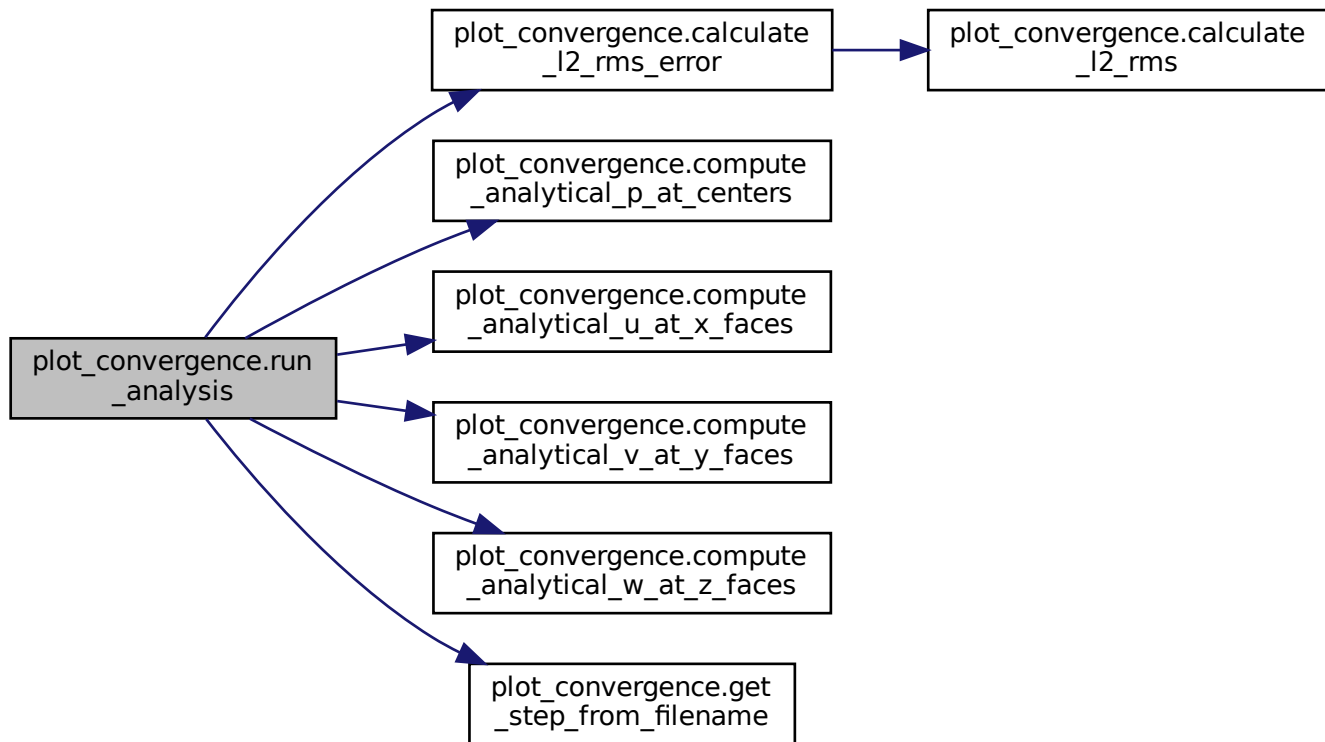 plot_convergence.calculate
_l2_rms_error
plot_convergence.calculate
_l2_rms
plot_convergence.compute
_analytical_p_at_centers
plot_convergence.compute
_analytical_u_at_x_faces
plot_convergence.run
_analysis
plot_convergence.compute
_analytical_v_at_y_faces
plot_convergence.compute
_analytical_w_at_z_faces
plot_convergence.get
_step_from_filename